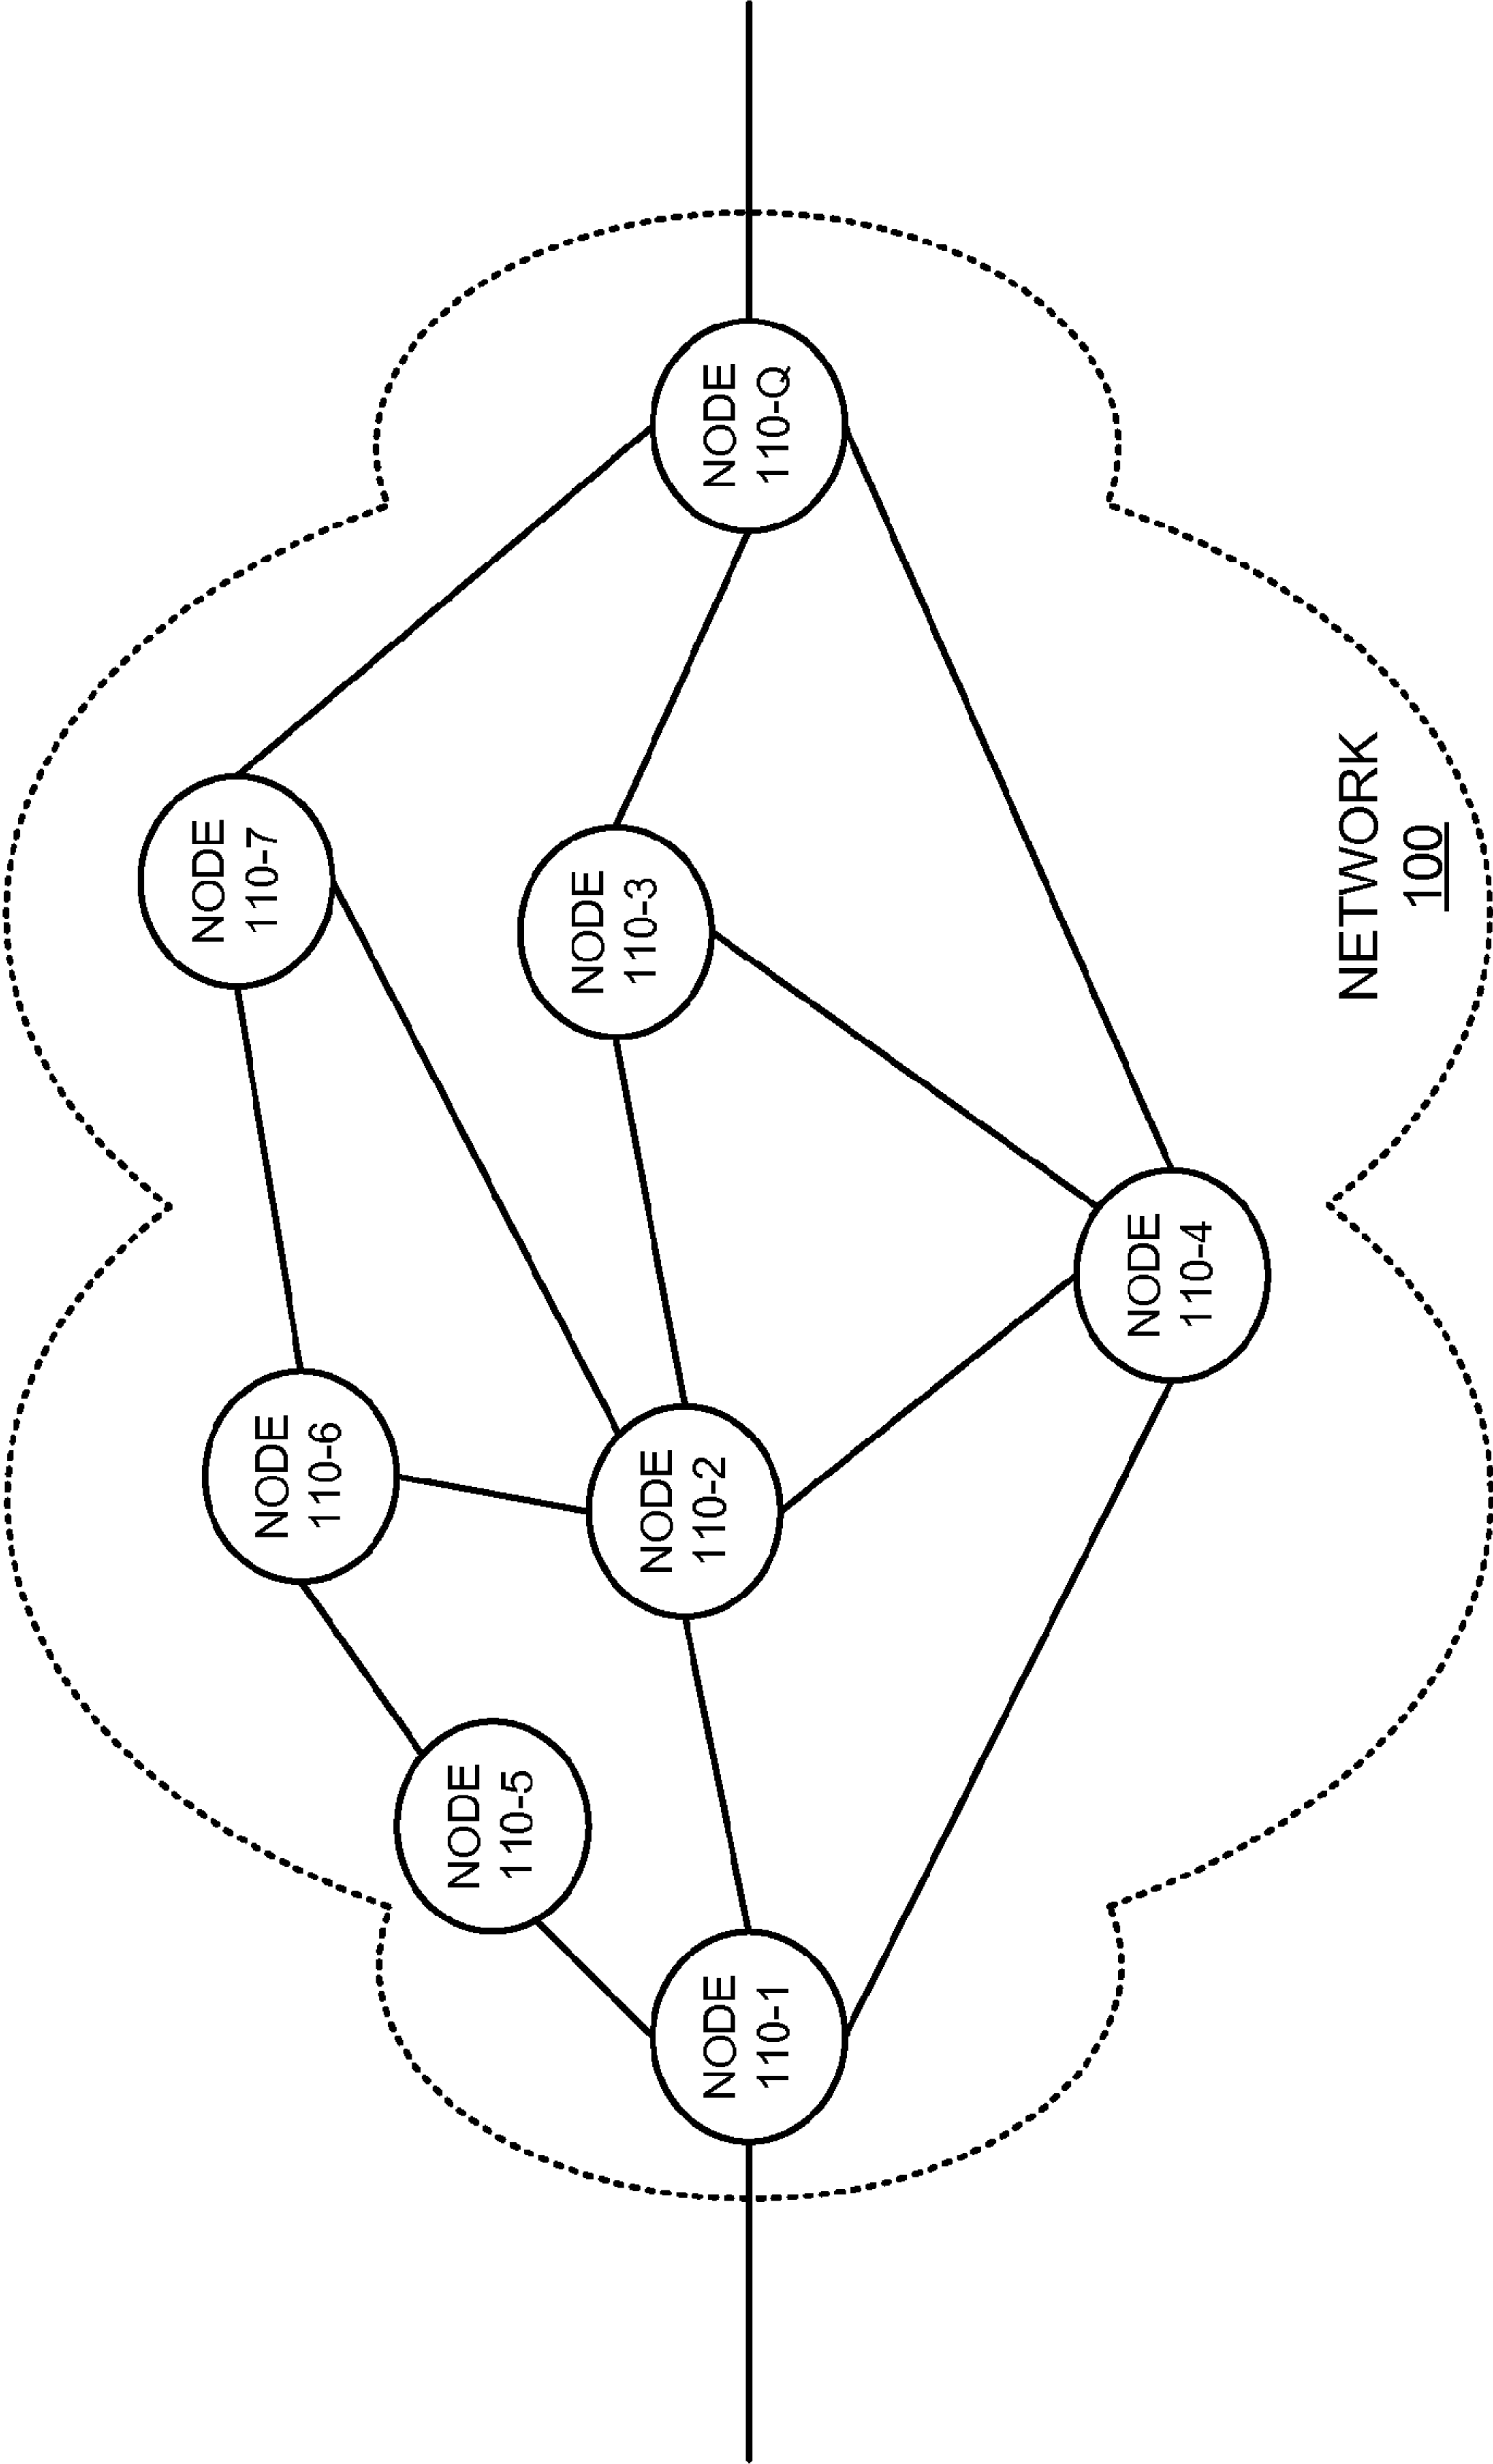 NODE
110-1
NODE
110-5
NODE
110-6
NODE
110-2
NODE
110-4
NODE
110-7
NODE
110-3
NODE
110-Q
NETWORK
100